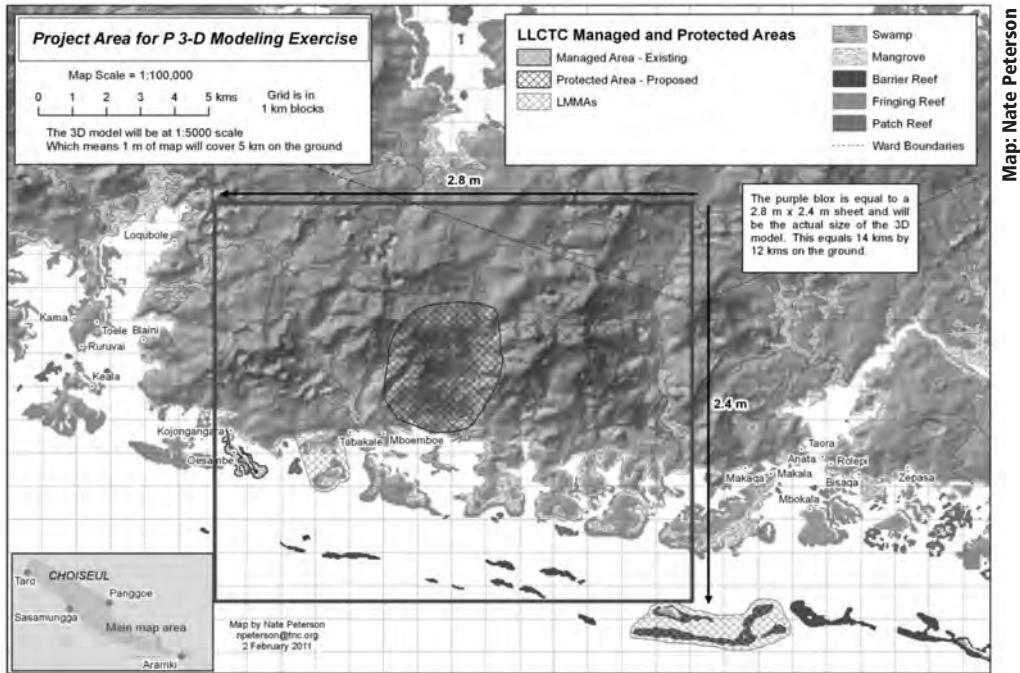 Project Area for P 3-D Modeling Exercise
Map Scale = 1:100,000
0 1 2 3 4 5 kms
Grid is in
1 km blocks
The 3D model will be at 1:5000 scale
Which means 1 m of map will cover 5 km on the ground
LLCTC Managed and Protected Areas
Managed Area - Existing
Protected Area - Proposed
LMMAs
Swamp
Mangrove
Barrier Reef
Fringing Reef
Patch Reef
Ward Boundaries
Map: Nate Peterson
2.8 m
The purple blox is equal to a
2.8 m x 2.4 m sheet and will
be the actual size of the 3D
model. This equals 14 kms by
12 kms on the ground.
Loqubole
Kama
Toele
Blaini
Ruruvai
Keala
2.4 m
Kojongangara
Oesambe
Tabakale
Mboemboe
Taora
Anata
Rolepi
Makaqa
Makala
Bisaqa
Zepasa
Mbokala
CHOISEUL
Taro
Panggoe
Sasamungga
Main map area
Arariki
Map by Nate Peterson
npeterson@tnc.org
2 February 2011